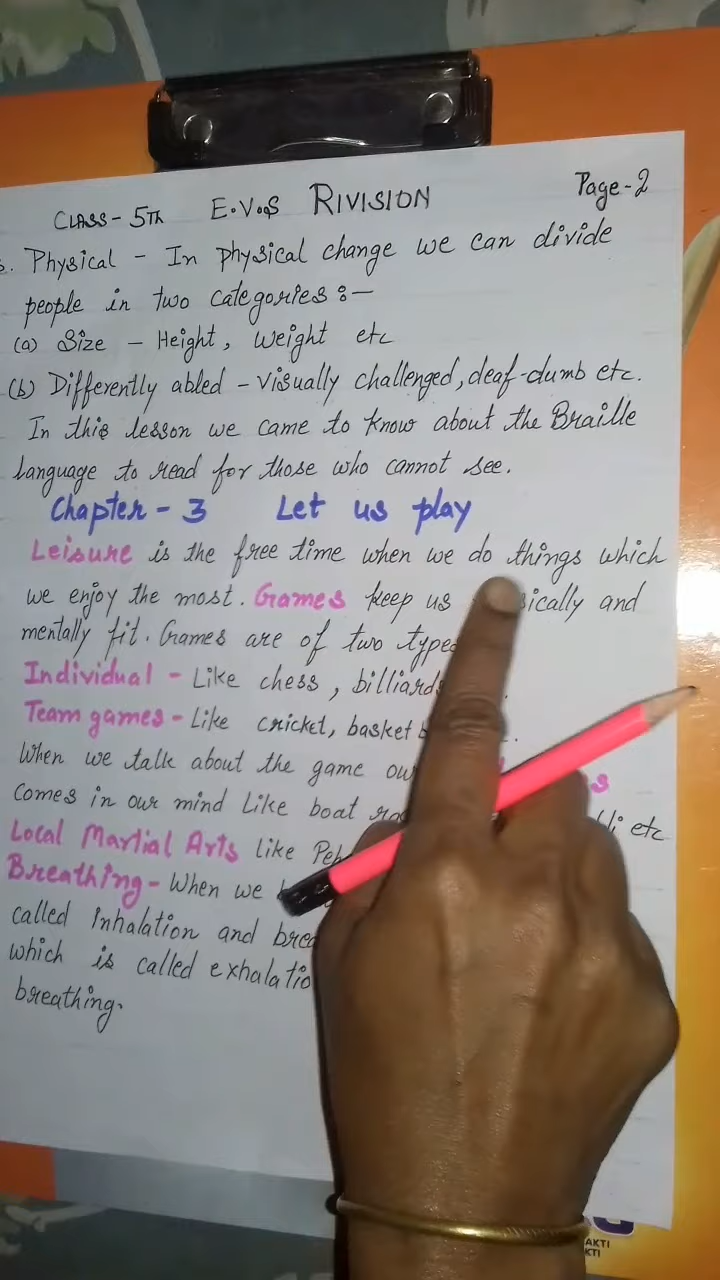 CLASS - 5TH E.V.S RIVISION Page-2
Physical - In physical change we can divide
people in two categories :-
(a) Size - Height, Weight etc
(b) Differently abled - visually challenged, deaf-dumb etc.
In this lesson we came to know about the Braille
language to read for those who cannot see.
Chapter - 3 Let us play
Leisure is the free time when we do things which
we enjoy the most. Games keep us and
mentally fit. Games are of two
Individual - Like chess, billiards
Team games - Like cricket, basket
When we talk about the game
Comes in our mind Like boat etc
Local Martial Arts like
Breathing - When we
called inhalation and
which is called
breathing.
AKTI
KTI